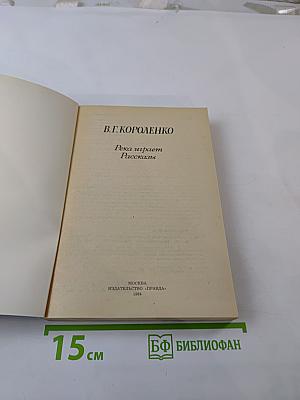 В.Г. КОРОЛЕНКО
Река играет
Рассказы
МОСКВА
ИЗДАТЕЛЬСТВО «ПРАВДА»
15 см
БФ БИБЛИОФАН